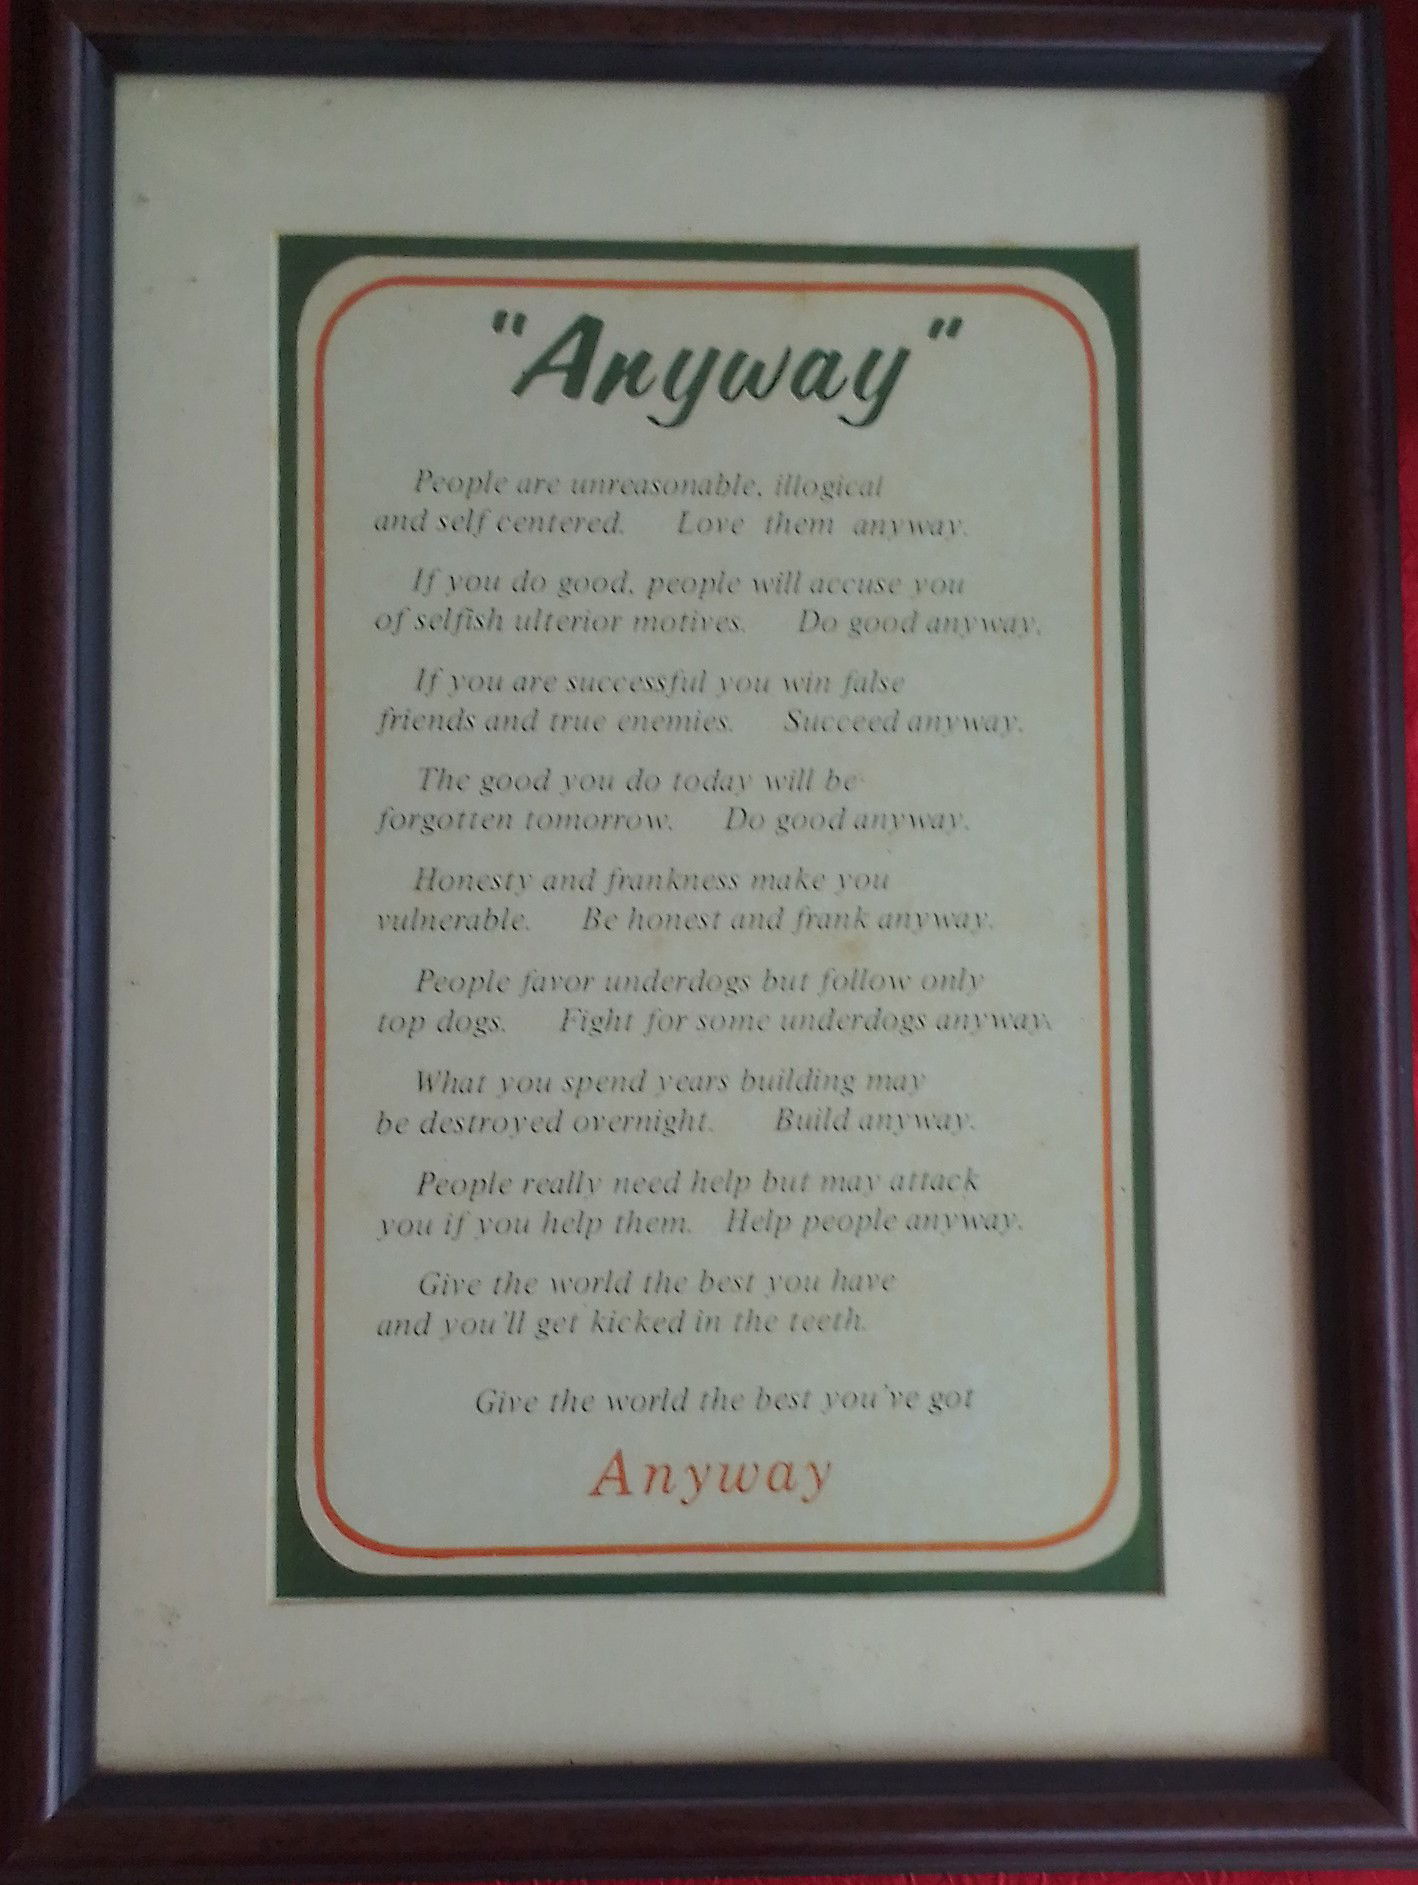 "Anyway"
People are unreasonable, illogical
and self centered. Love them anyway.
If you do good, people will accuse you
of selfish ulterior motives. Do good anyway.
If you are successful you win false
friends and true enemies. Succeed anyway.
The good you do today will be
forgotten tomorrow. Do good anyway.
Honesty and frankness make you
vulnerable. Be honest and frank anyway.
People favor underdogs but follow only
top dogs. Fight for some underdogs anyway.
What you spend years building may
be destroyed overnight. Build anyway.
People really need help but may attack
you if you help them. Help people anyway.
Give the world the best you have
and you'll get kicked in the teeth.
Give the world the best you've got
Anyway